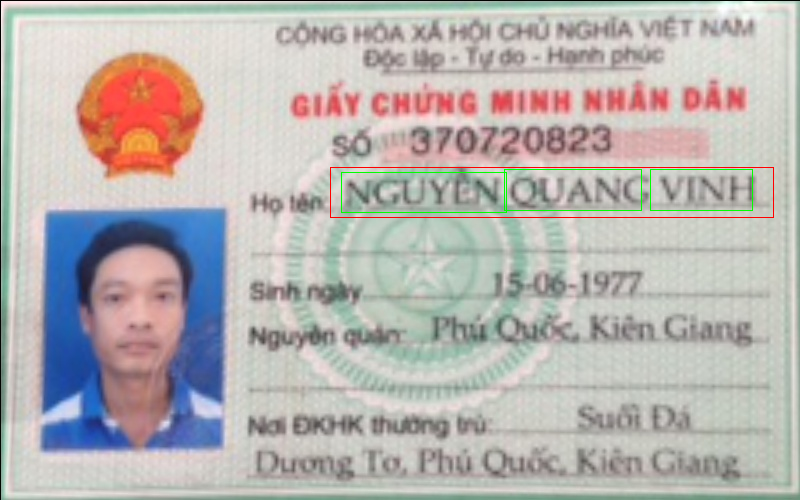 CỘNG HÒA XÃ HỘI CHỦ NGHĨA VIỆT NAM
Độc lập - Tự do - Hạnh phúc
GIẤY CHỨNG MINH NHÂN DÂN
SỐ 370720823
Họ tên: NGUYỄN QUANG VINH
Sinh ngày 15-06-1977
Nguyên quán: Phú Quốc, Kiên Giang
Nơi ĐKHK thường trú: Suối Đá
Dương Tơ, Phú Quốc, Kiên Giang